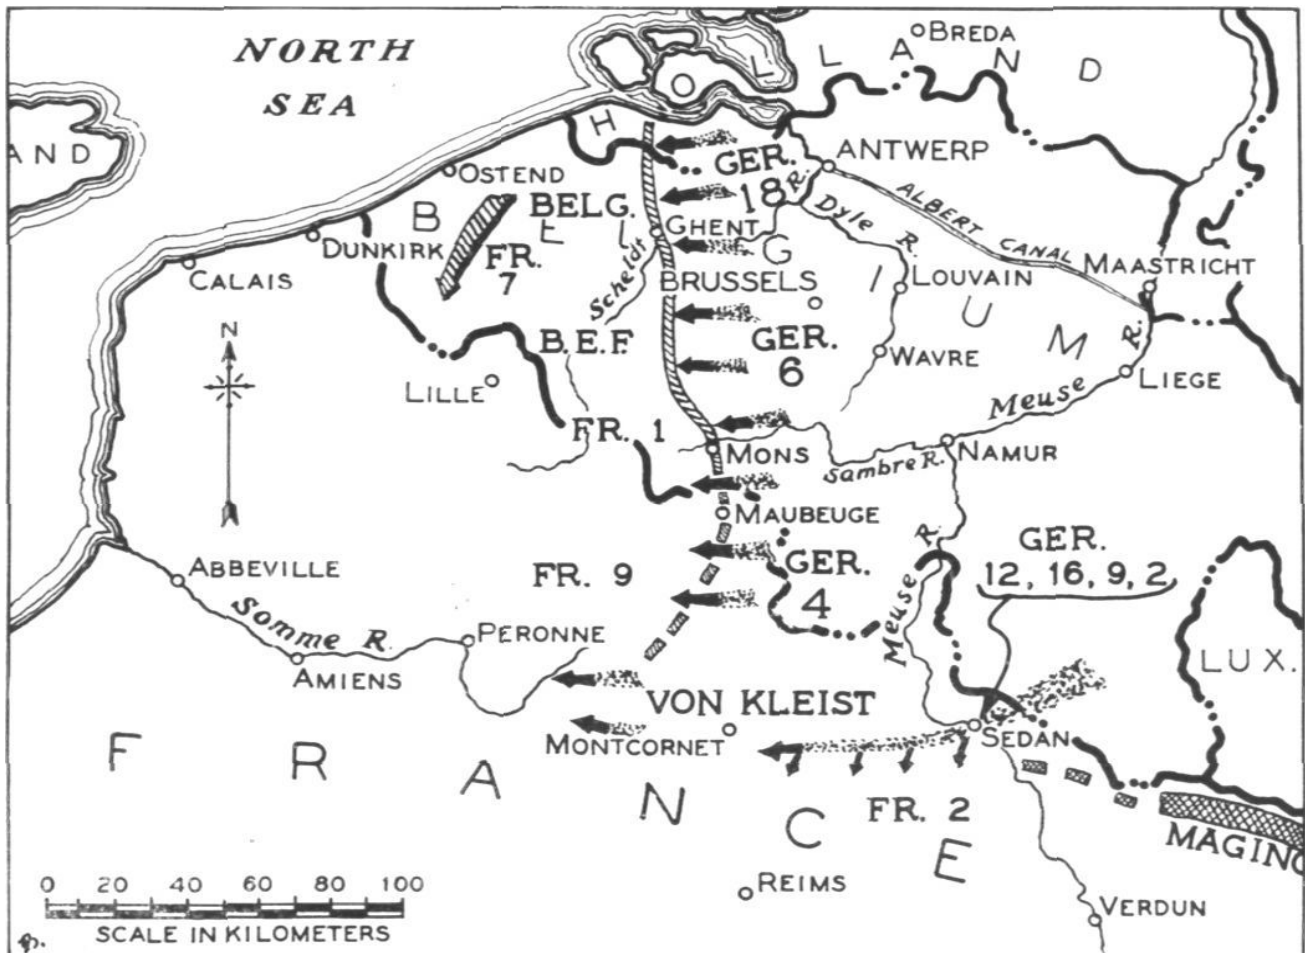 NORTH
SEA
AND
H
O
L
L
A
N
D
BREDA
ANTWERP
OSTEND
BELG.
GER.
18
R.
GHENT
Dyle R.
ALBERT CANAL
MAASTRICHT
DUNKIRK
CALAIS
FR.
7
Scheldt
BRUSSELS
LOUVAIN
B
E
L
G
I
U
M
B.E.F.
GER.
6
WAVRE
LILLE
R.
LIEGE
Meuse
FR. 1
MONS
Sambre R.
NAMUR
N
MAUBEUGE
ABBEVILLE
FR. 9
GER.
4
Meuse R.
GER.
12, 16, 9, 2
Somme R.
PERONNE
AMIENS
LUX.
VON KLEIST
MONTCORNET
SEDAN
FR. 2
F
R
A
N
C
E
MAGINO
REIMS
VERDUN
0 20 40 60 80 100
SCALE IN KILOMETERS